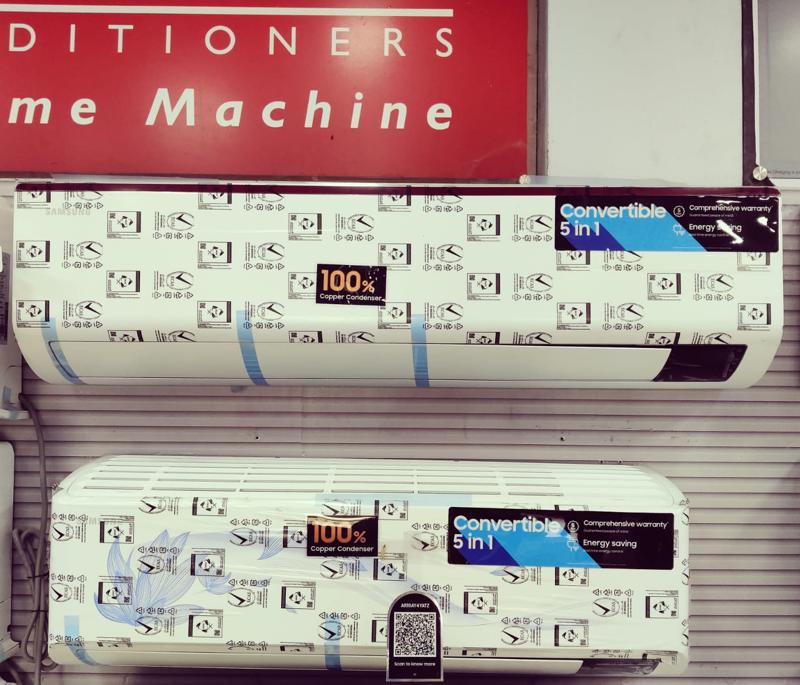 DITIONERS
me Machine
SAMSUNG
Convertible
5 in 1
Comprehensive warranty
Energy saving
100%
Copper Condenser
Convertible
5 in 1
Comprehensive warranty
Energy saving
100%
Copper Condenser
Scan to know more